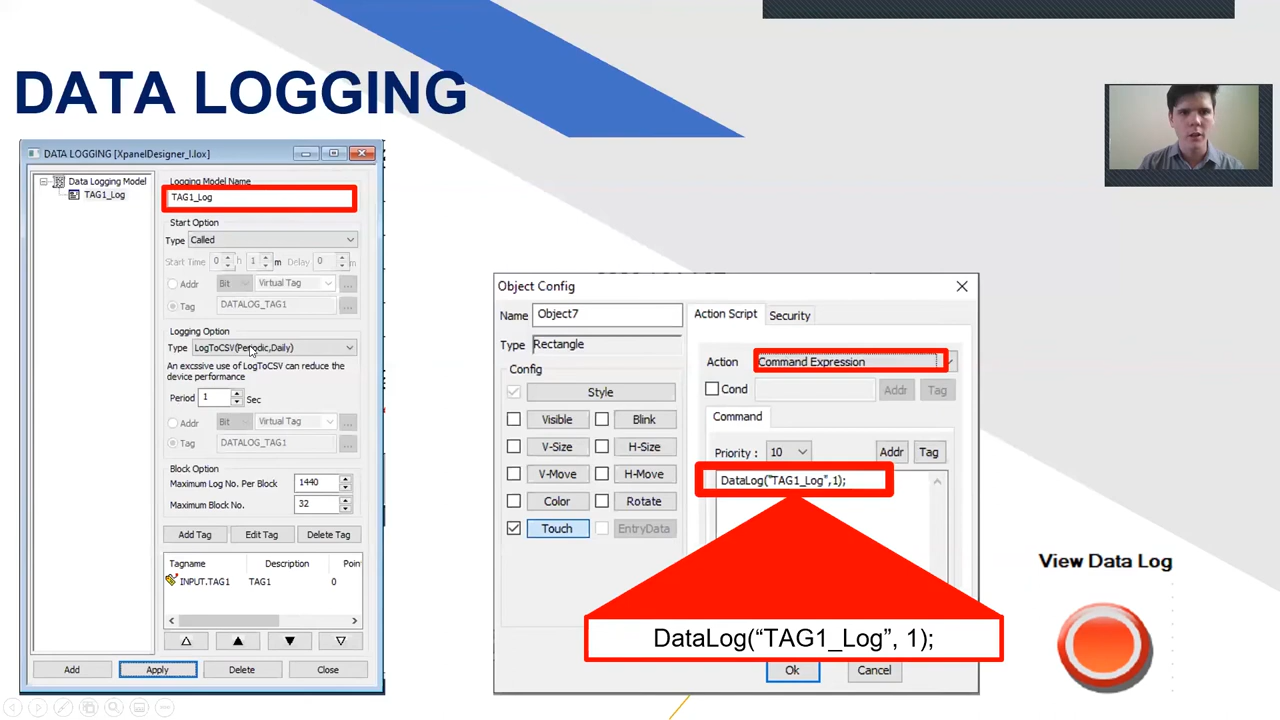 DATA LOGGING
DATA LOGGING [XpanelDesigner_I.lox]
Data Logging Model
TAG1_Log
Logging Model Name
TAG1_Log
Start Option
Type Called
Start Time 0 h 1 m Delay 0 m
Addr Bit Virtual Tag ...
Tag DATALOG_TAG1 ...
Logging Option
Type LogToCSV(Periodic,Daily)
An excssive use of LogToCSV can reduce the
device performance
Period 1 Sec
Addr Bit Virtual Tag ...
Tag DATALOG_TAG1 ...
Block Option
Maximum Log No. Per Block 1440
Maximum Block No. 32
Add Tag Edit Tag Delete Tag
Tagname Description Poin
INPUT.TAG1 TAG1 0
Add Apply Delete Close
Object Config
Name Object7
Type Rectangle
Config
Style
Visible Blink
V-Size H-Size
V-Move H-Move
Color Rotate
Touch EntryData
Action Script Security
Action Command Expression
Cond Addr Tag
Command
Priority : 10 Addr Tag
DataLog("TAG1_Log",1);
DataLog(“TAG1_Log”, 1);
Ok Cancel
View Data Log